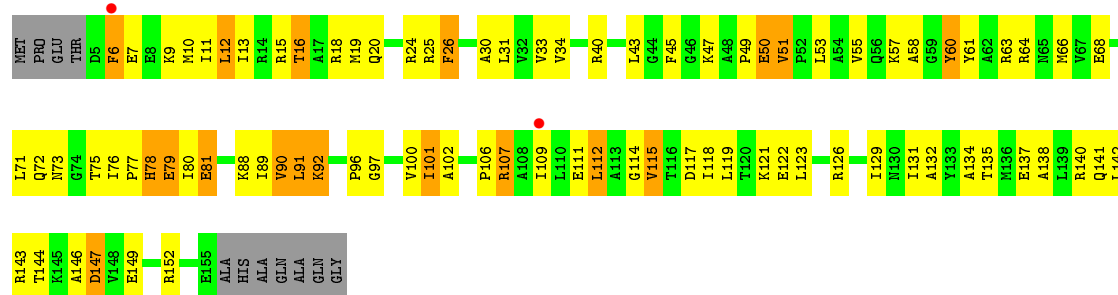 MET PRO GLU THR D5 F6 E7 E8 K9 M10 I11 L12 I13 R14 R15 T16 A17 R18 M19 Q20 R24 R25 F26 A30 L31 V32 V33 V34 R40 L43 G44 F45 G46 K47 A48 P49 E50 V51 P52 L53 A54 V55 Q56 K57 A58 G59 Y60 Y61 A62 R63 R64 N65 M66 V67 E68
L71 Q72 N73 G74 T75 I76 P77 H78 E79 I80 E81 K88 I89 V90 L91 K92 P96 G97 V100 I101 A102 P106 R107 A108 I109 L110 E111 L112 A113 G114 V115 T116 D117 I118 L119 T120 K121 E122 L123 R126 I129 N130 I131 A132 Y133 A134 T135 M136 E137 A138 L139 R140 Q141 L142
R143 T144 K145 A146 D147 V148 E149 R152 E155 ALA HIS ALA GLN ALA GLN GLY